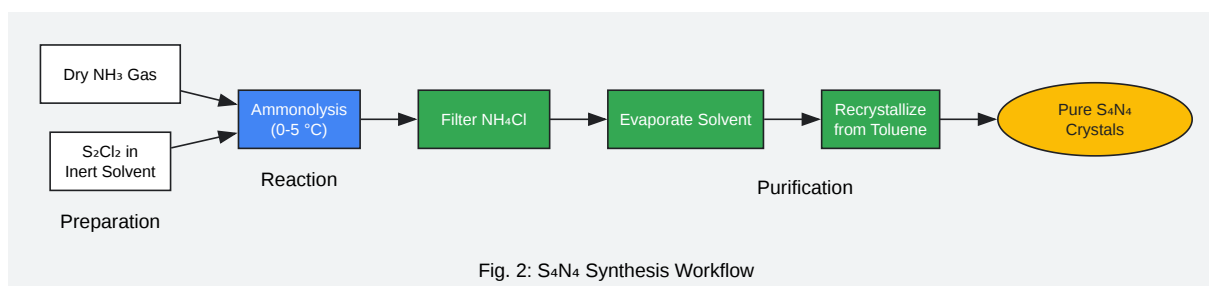 Dry NH₃ Gas
S₂Cl₂ in
Inert Solvent
Preparation
Ammonolysis
(0-5 °C)
Reaction
Filter NH₄Cl
Evaporate Solvent
Recrystallize
from Toluene
Purification
Pure S₄N₄
Crystals
Fig. 2: S₄N₄ Synthesis Workflow